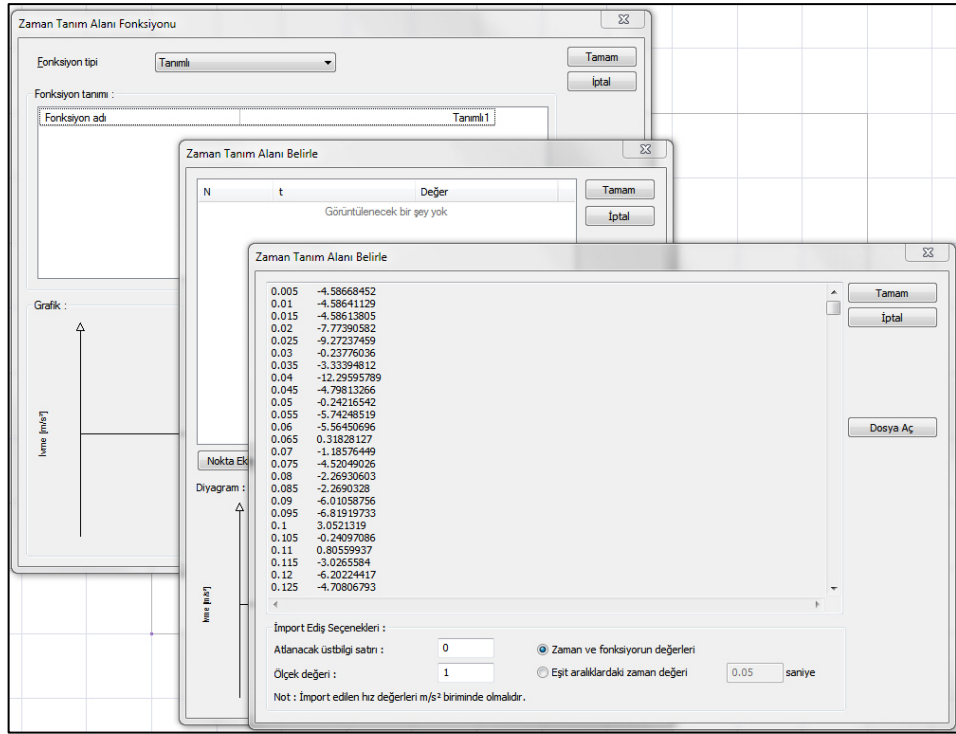 Zaman Tanım Alanı Fonksiyonu
Fonksiyon tipi Tanımlı
Tamam
İptal
Fonksiyon tanımı :
Fonksiyon adı Tanımlı1
Grafik :
İvme [m/s²]
Zaman Tanım Alanı Belirle
N t Değer
Görüntülenecek bir şey yok
Tamam
İptal
Nokta Ek
Diyagram :
İvme [m/s²]
Zaman Tanım Alanı Belirle
0.005 -4.58668452
0.01 -4.58641129
0.015 -4.58613805
0.02 -7.77390582
0.025 -9.27237459
0.03 -0.23776036
0.035 -3.33394812
0.04 -12.29595789
0.045 -4.79813266
0.05 -0.24216542
0.055 -5.74248519
0.06 -5.56450696
0.065 0.31828127
0.07 -1.18576449
0.075 -4.52049026
0.08 -2.26930603
0.085 -2.2690328
0.09 -6.01058756
0.095 -6.81919733
0.1 3.0521319
0.105 -0.24097086
0.11 0.80559937
0.115 -3.0265584
0.12 -6.20224417
0.125 -4.70806793
Tamam
İptal
Dosya Aç
İmport Ediş Seçenekleri :
Atlanacak üstbilgi satırı : 0
Zaman ve fonksiyorun değerleri
Ölçek değeri : 1
Eşit aralıklardaki zaman değeri 0.05 saniye
Not : İmport edilen hız değerleri m/s² biriminde olmalıdır.